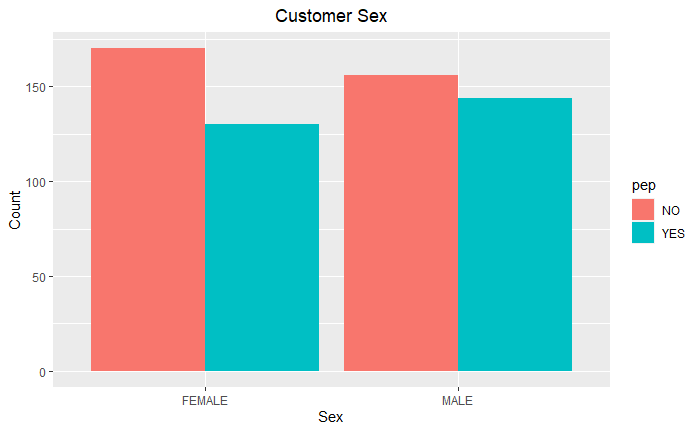 Customer Sex
150
100
50
0
Count
FEMALE
MALE
Sex
pep
NO
YES